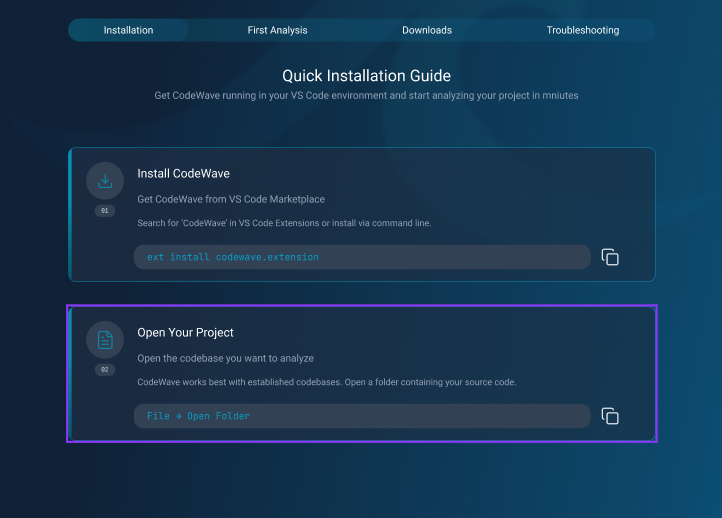 Installation First Analysis Downloads Troubleshooting
Quick Installation Guide
Get CodeWave running in your VS Code environment and start analyzing your project in mniutes
Install CodeWave
01
Get CodeWave from VS Code Marketplace
Search for 'CodeWave' in VS Code Extensions or install via command line.
ext install codewave.extension
Open Your Project
02
Open the codebase you want to analyze
CodeWave works best with established codebases. Open a folder containing your source code.
File → Open Folder